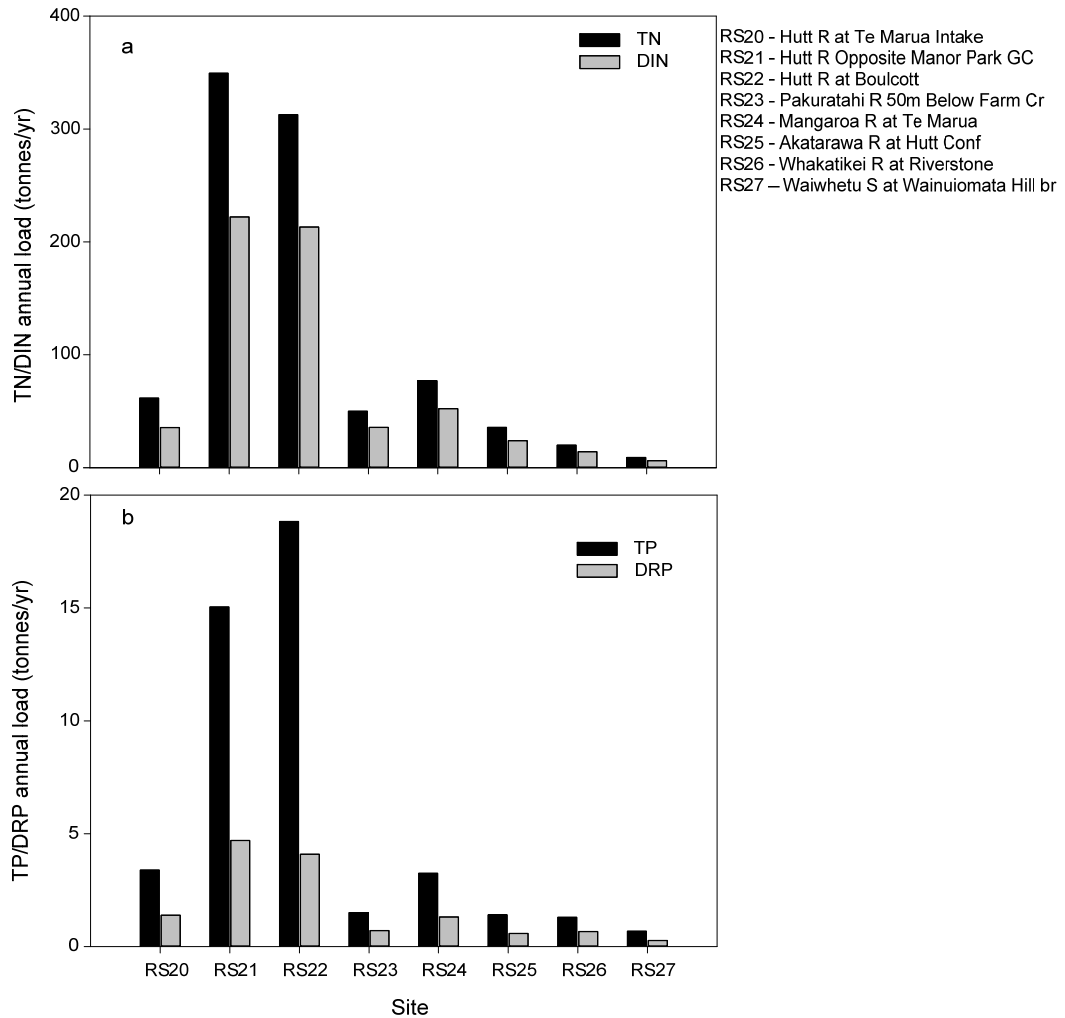 400
300
200
100
0
TN/DIN annual load (tonnes/yr)
a
TN
DIN
RS20 - Hutt R at Te Marua Intake
RS21 - Hutt R Opposite Manor Park GC
RS22 - Hutt R at Boulcott
RS23 - Pakuratahi R 50m Below Farm Cr
RS24 - Mangaroa R at Te Marua
RS25 - Akatarawa R at Hutt Conf
RS26 - Whakatikei R at Riverstone
RS27 – Waiwhetu S at Wainuiomata Hill br
20
15
10
5
0
TP/DRP annual load (tonnes/yr)
b
TP
DRP
RS20 RS21 RS22 RS23 RS24 RS25 RS26 RS27
Site